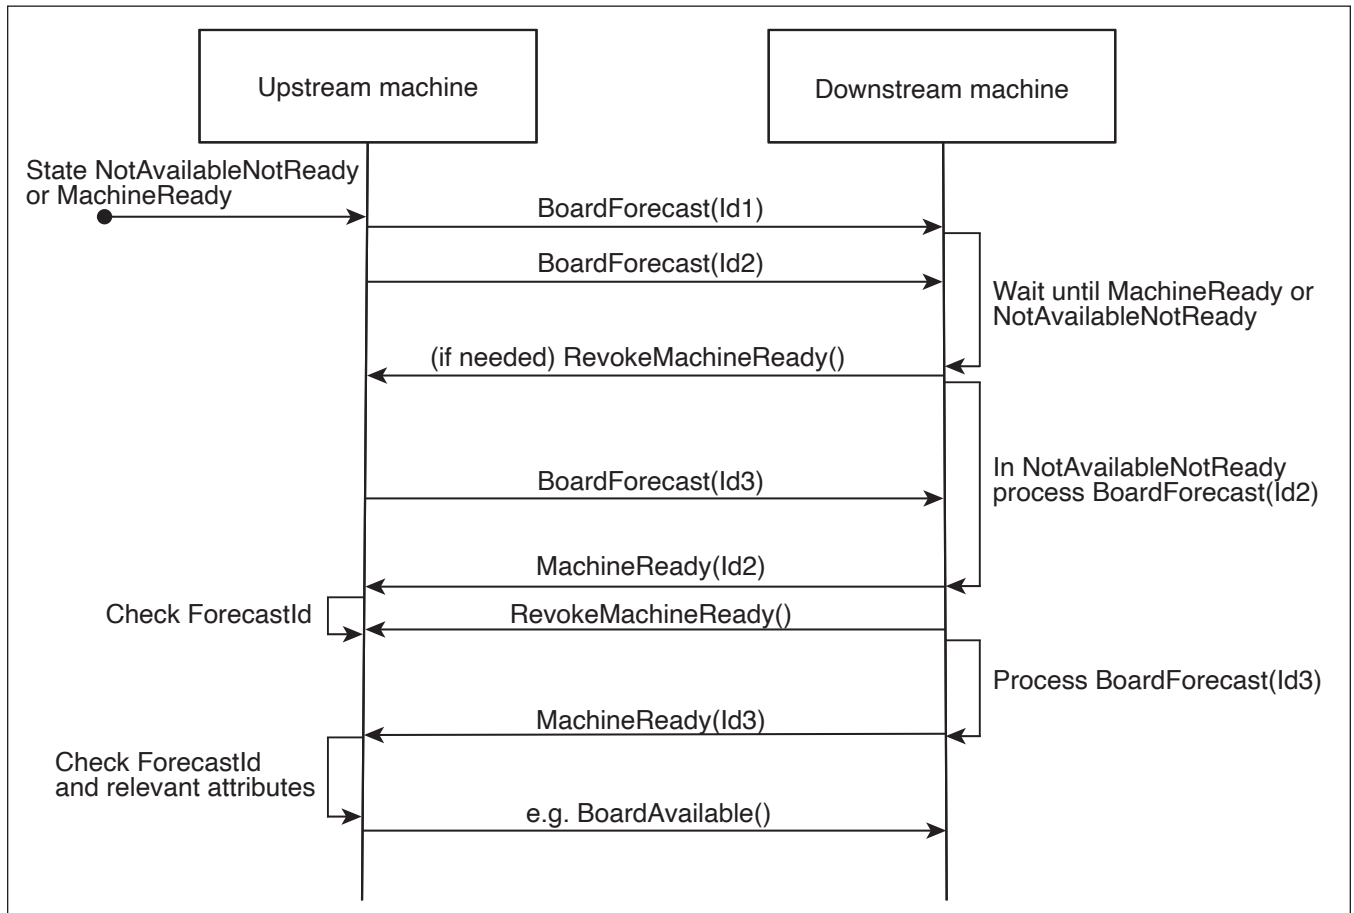 Upstream machine
Downstream machine
State NotAvailableNotReady
or MachineReady
BoardForecast(Id1)
BoardForecast(Id2)
Wait until MachineReady or
NotAvailableNotReady
(if needed) RevokeMachineReady()
In NotAvailableNotReady
process BoardForecast(Id2)
BoardForecast(Id3)
MachineReady(Id2)
Check ForecastId
RevokeMachineReady()
Process BoardForecast(Id3)
MachineReady(Id3)
Check ForecastId
and relevant attributes
e.g. BoardAvailable()